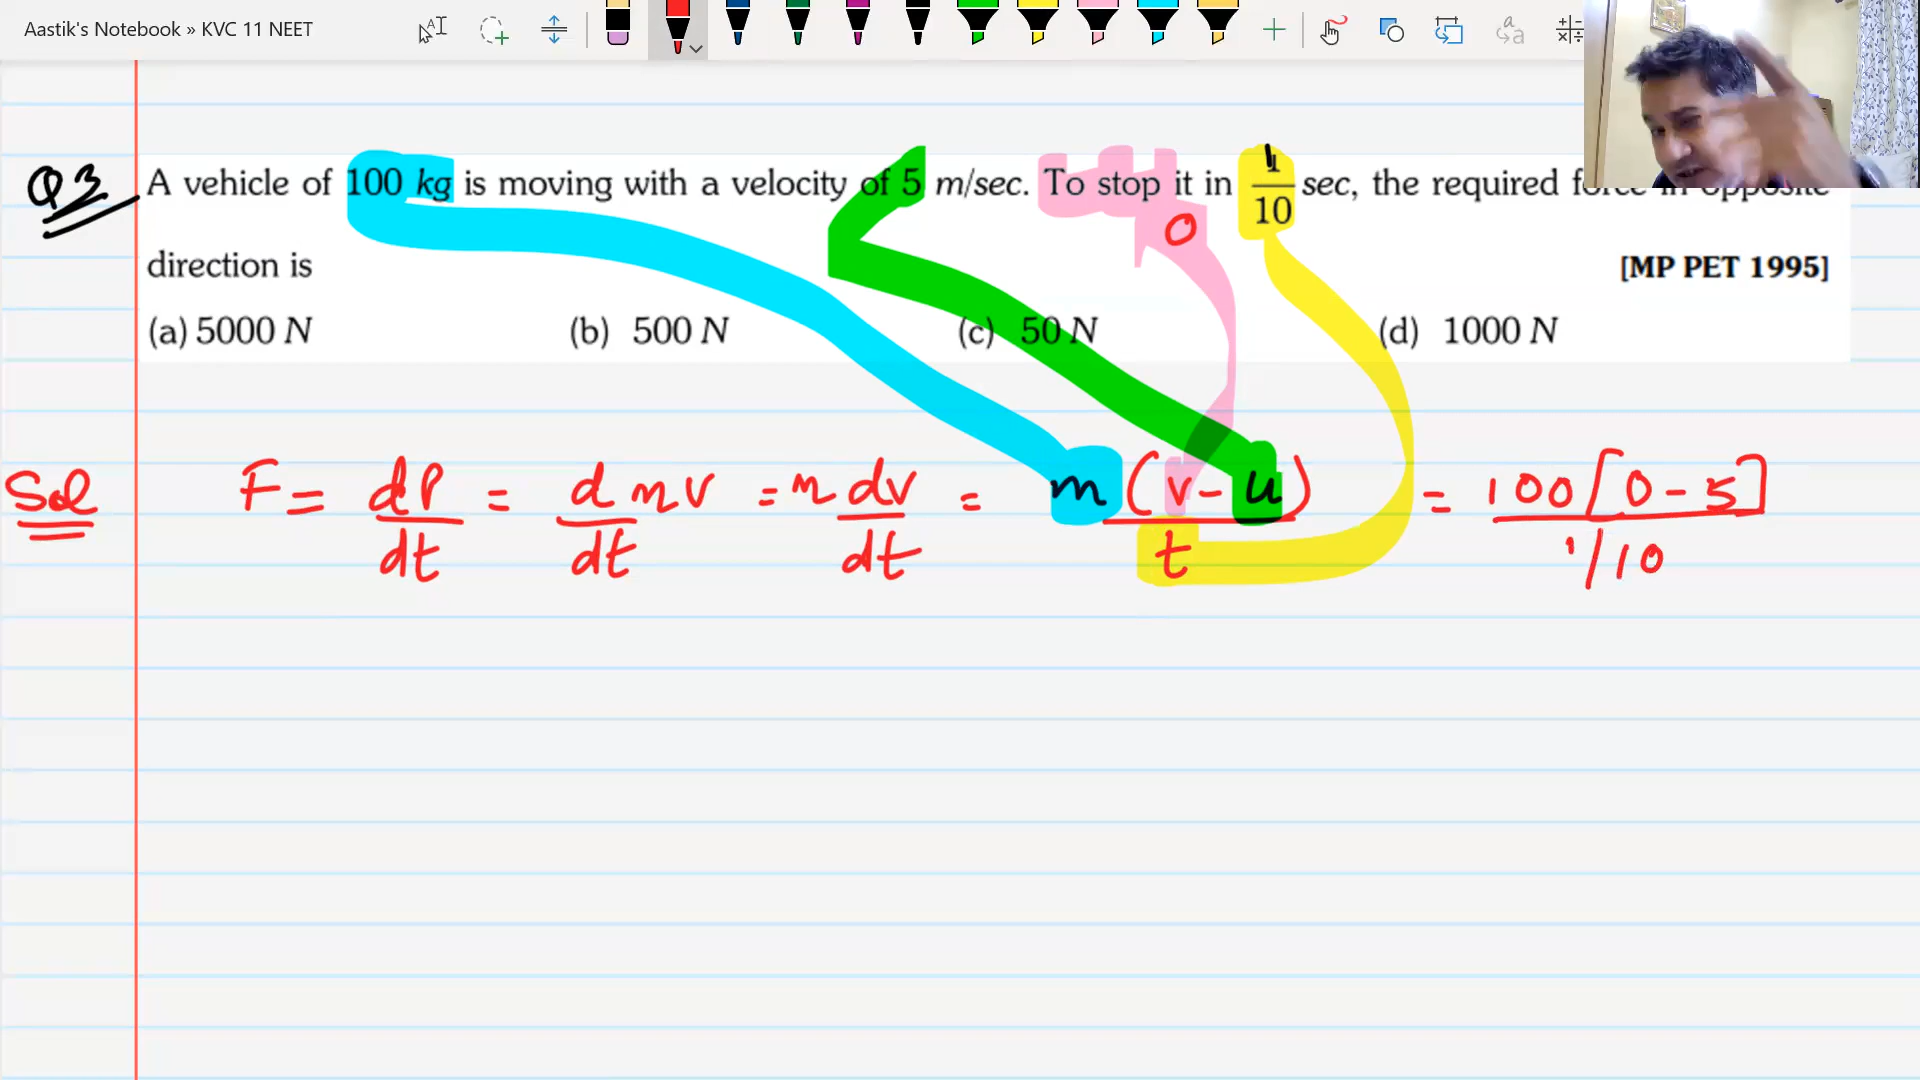 Aastik's Notebook » KVC 11 NEET
Q3 A vehicle of 100 kg is moving with a velocity of 5 m/sec. To stop it in 1/10 sec, the required force in opposite
0
direction is [MP PET 1995]
(a) 5000 N (b) 500 N (c) 50 N (d) 1000 N
Sol F = dP/dt = d mv/dt = m dv/dt = m(v-u)/t = 100[0-5]/1/10